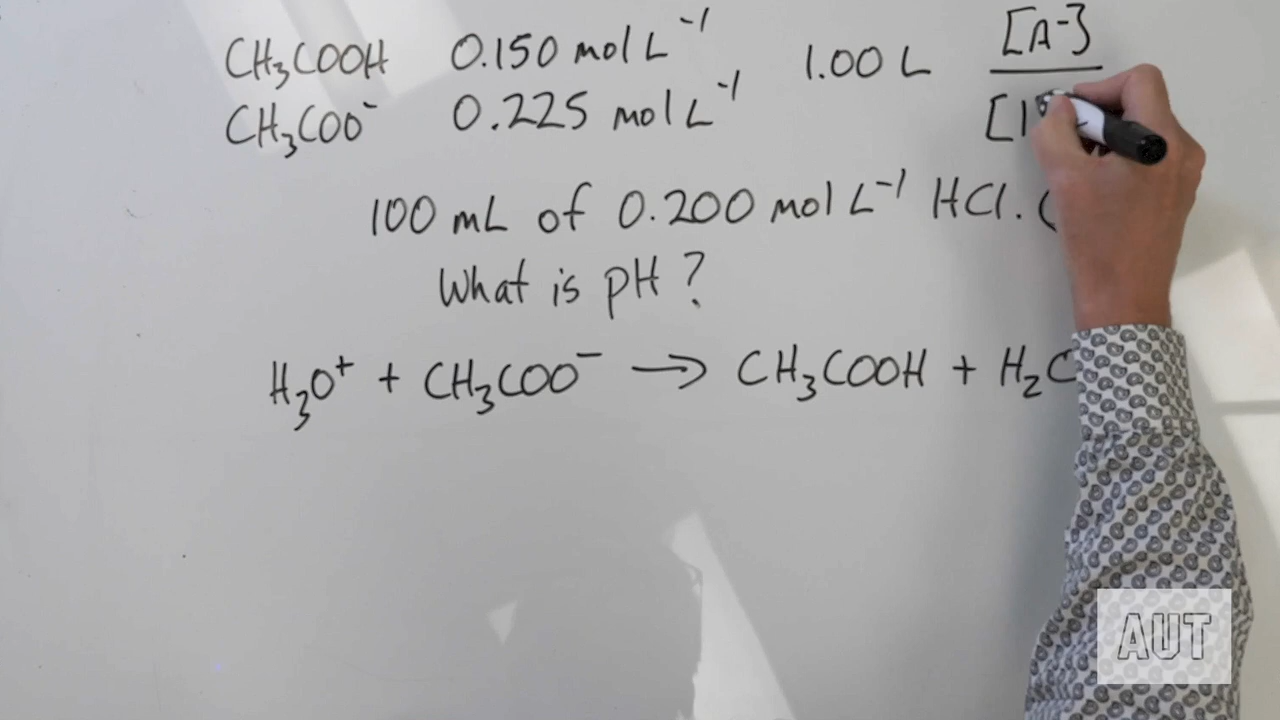 CH₃COOH 0.150 mol L⁻¹ 1.00 L [A⁻]
CH₃COO⁻ 0.225 mol L⁻¹ [
100 mL of 0.200 mol L⁻¹ HCl.
What is pH?
H₃O⁺ + CH₃COO⁻ → CH₃COOH + H₂
AUT